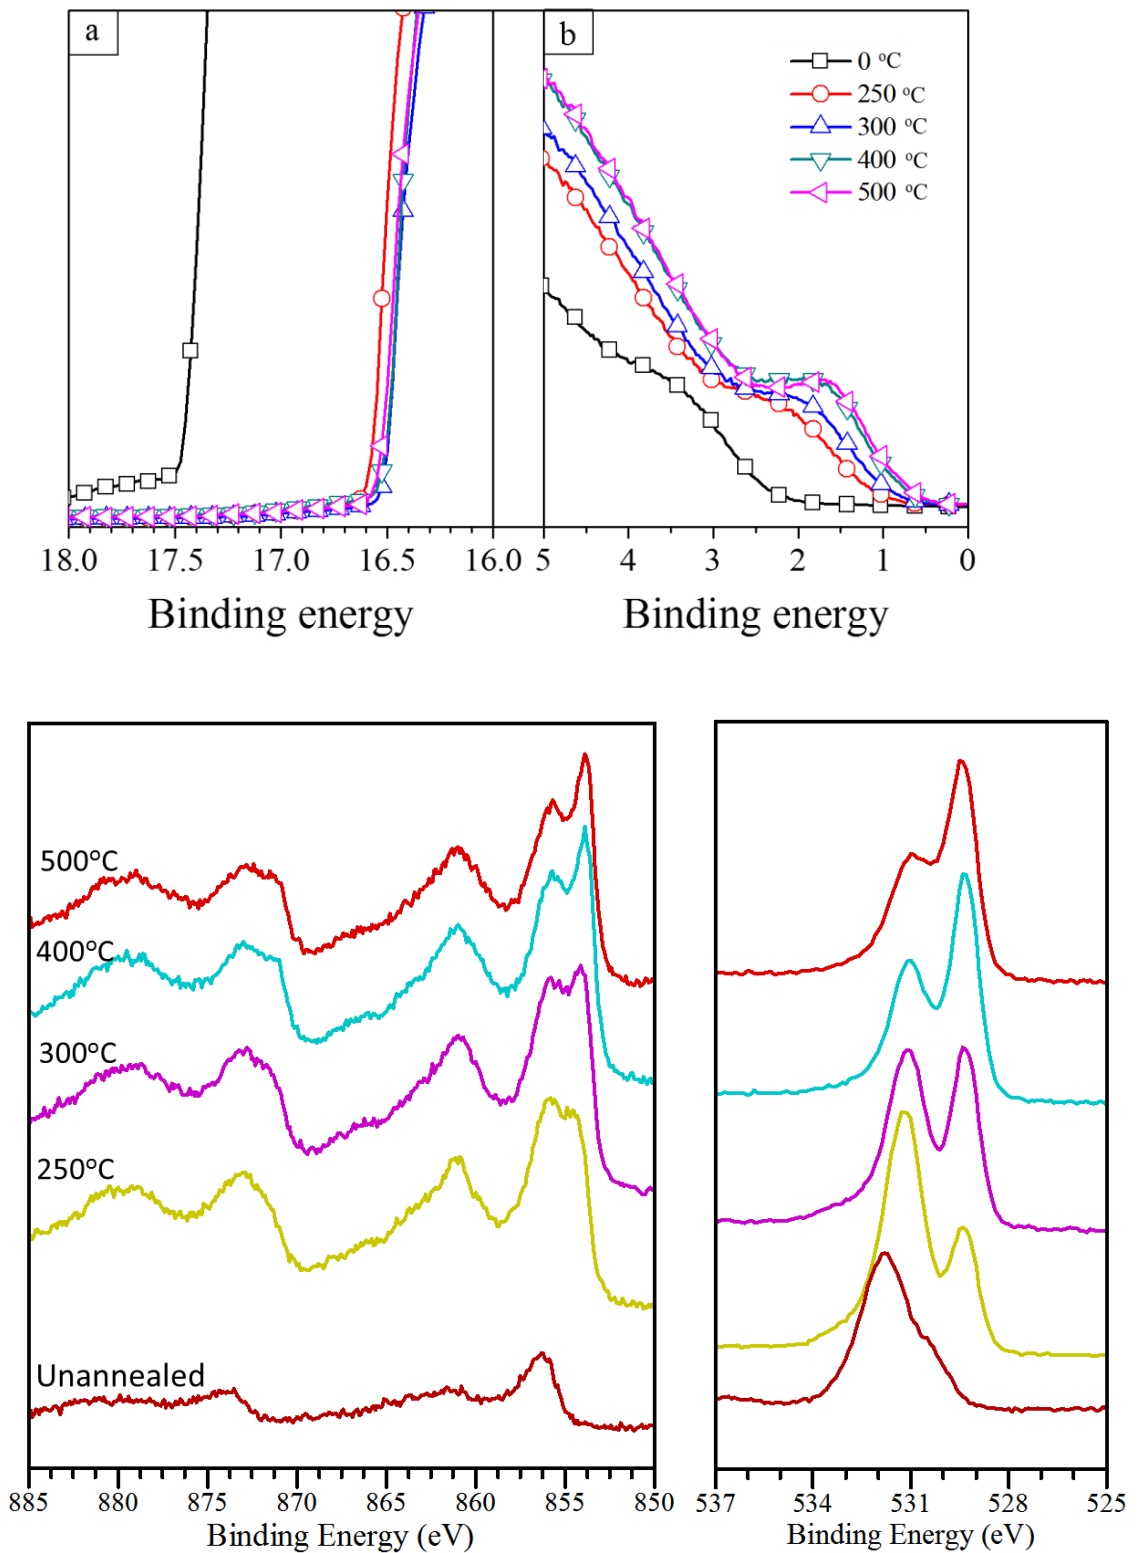 a
b
0 °C
250 °C
300 °C
400 °C
500 °C
18.0 17.5 17.0 16.5 16.0
5 4 3 2 1 0
Binding energy
Binding energy
500°C
400°C
300°C
250°C
Unannealed
885 880 875 870 865 860 855 850
537 534 531 528 525
Binding Energy (eV)
Binding Energy (eV)